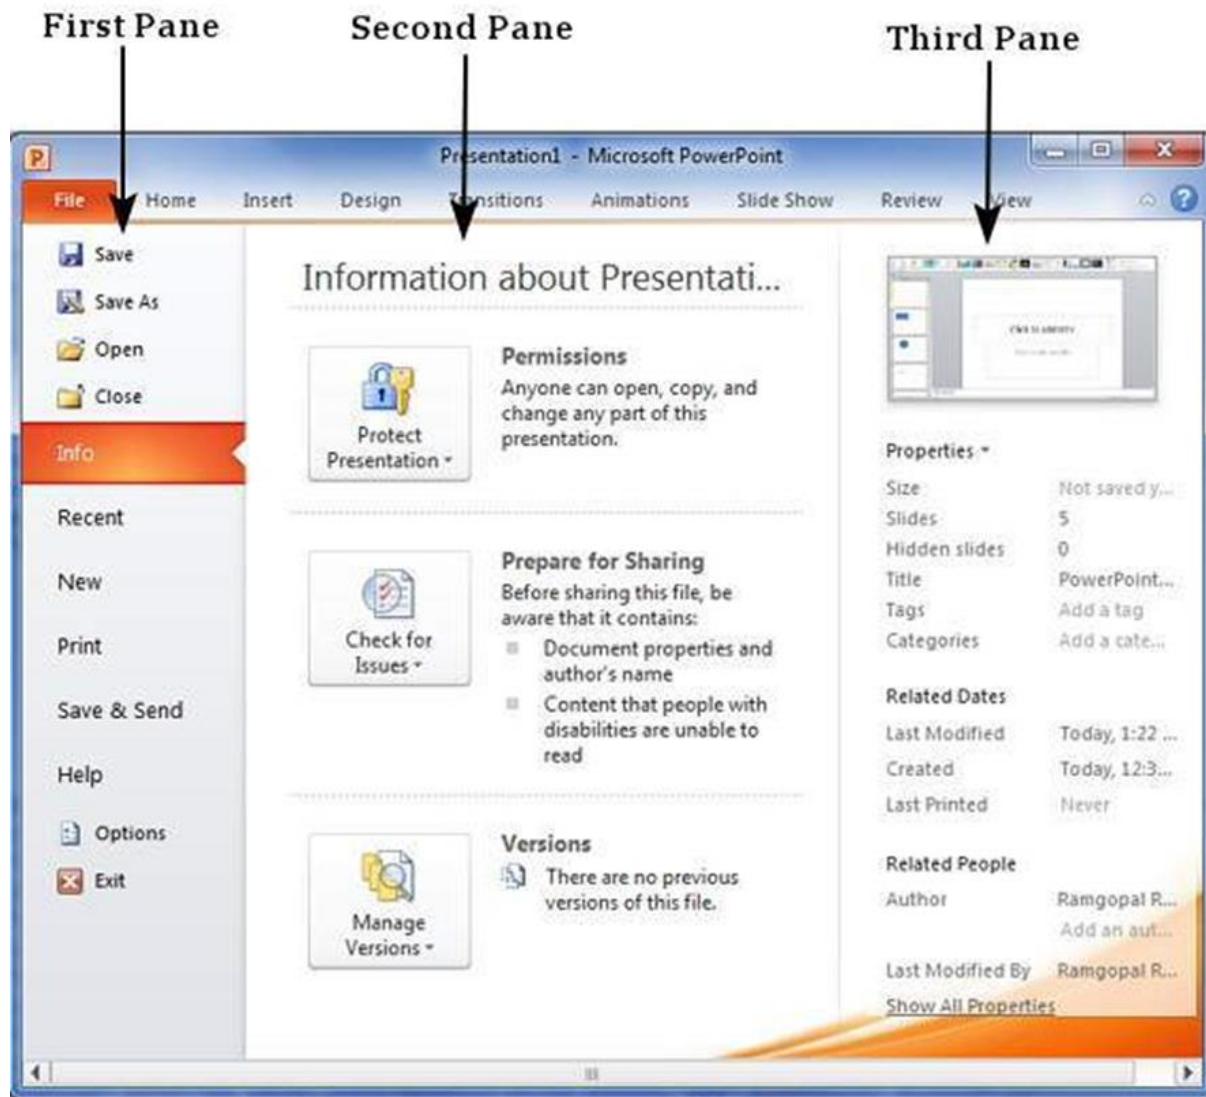 First Pane
Second Pane
Third Pane
Presentation1 - Microsoft PowerPoint
File Home Insert Design Transitions Animations Slide Show Review View
Save
Save As
Open
Close
Info
Recent
New
Print
Save & Send
Help
Options
Exit
Information about Presentati...
Protect
Presentation
Permissions
Anyone can open, copy, and
change any part of this
presentation.
Check for
Issues
Prepare for Sharing
Before sharing this file, be
aware that it contains:
Document properties and
author's name
Content that people with
disabilities are unable to
read
Manage
Versions
Versions
There are no previous
versions of this file.
Properties
Size Not saved y...
Slides 5
Hidden slides 0
Title PowerPoint...
Tags Add a tag
Categories Add a cate...
Related Dates
Last Modified Today, 1:22 ...
Created Today, 12:3...
Last Printed Never
Related People
Author Ramgopal R...
Add an aut...
Last Modified By Ramgopal R...
Show All Properties